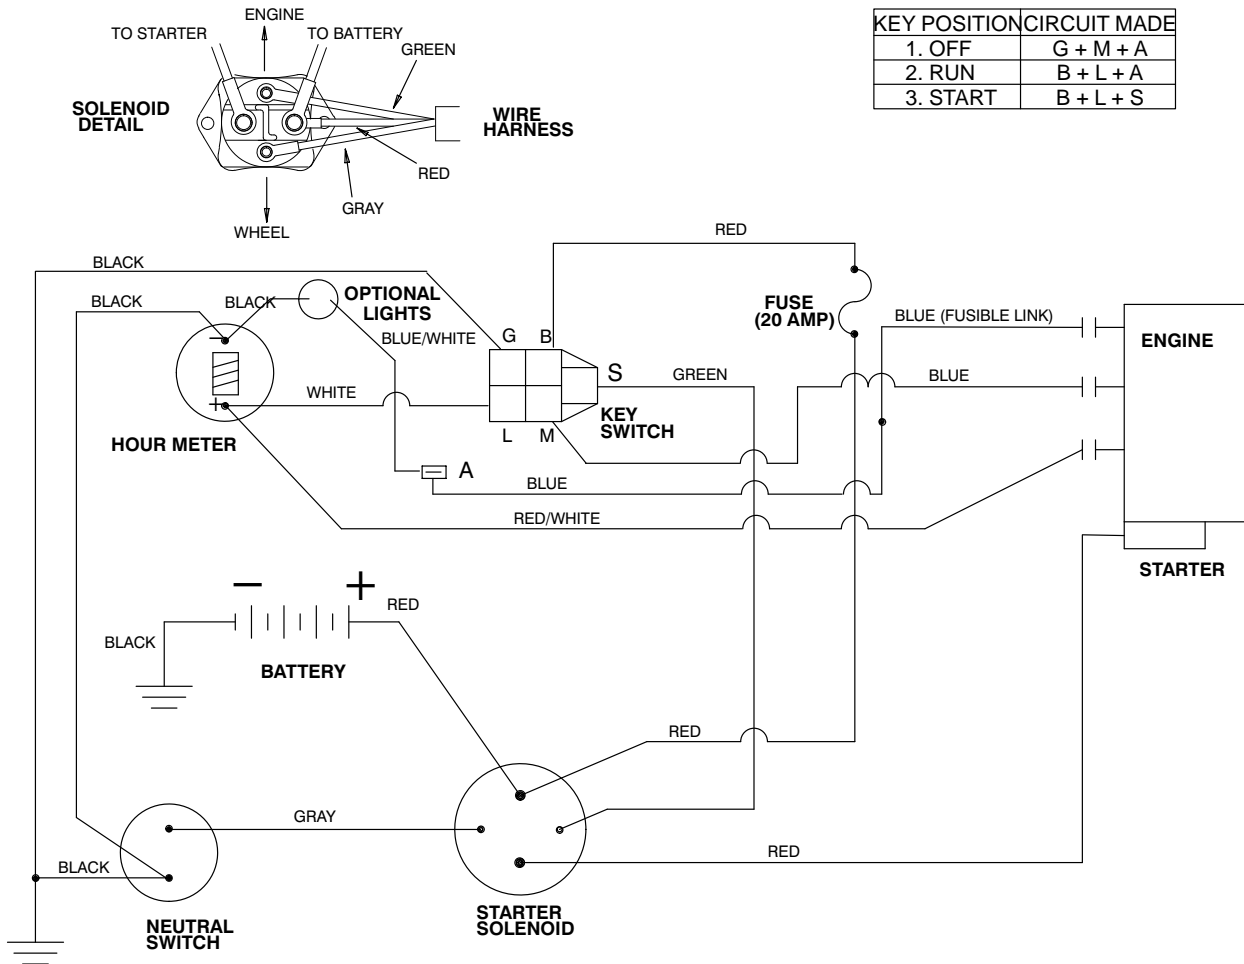 ENGINE
TO STARTER
TO BATTERY
GREEN
SOLENOID
DETAIL
WIRE
HARNESS
RED
GRAY
WHEEL
KEY POSITION CIRCUIT MADE
1. OFF G + M + A
2. RUN B + L + A
3. START B + L + S
RED
BLACK
BLACK
BLACK
OPTIONAL
LIGHTS
BLUE/WHITE
FUSE
(20 AMP)
BLUE (FUSIBLE LINK)
ENGINE
G B
S
GREEN
BLUE
−
+
WHITE
KEY
SWITCH
L M
HOUR METER
A
BLUE
RED/WHITE
STARTER
− +
RED
BLACK
BATTERY
RED
GRAY
RED
BLACK
NEUTRAL
SWITCH
STARTER
SOLENOID